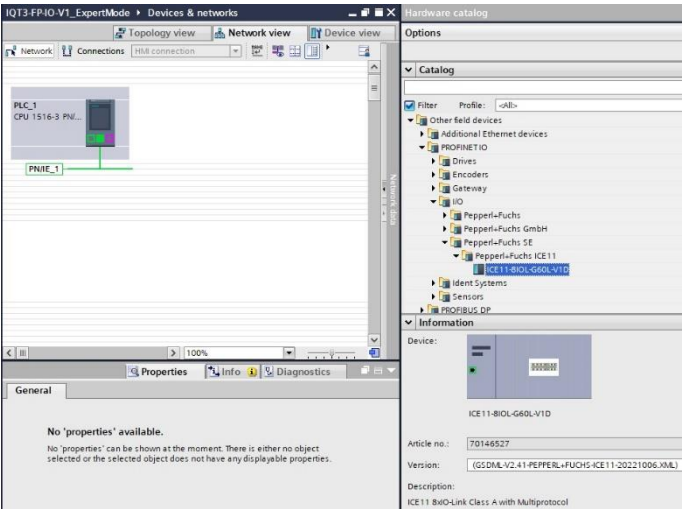 IQT3-FP-IO-V1_ExpertMode ▸ Devices & networks
Topology view Network view Device view
Network Connections HMI connection
PLC_1
CPU 1516-3 PN/...
PN/IE_1
Network data
100%
Properties Info Diagnostics
General
No 'properties' available.
No 'properties' can be shown at the moment. There is either no object
selected or the selected object does not have any displayable properties.
Hardware catalog
Options
Catalog
Filter Profile: <All>
Other field devices
Additional Ethernet devices
PROFINET IO
Drives
Encoders
Gateway
I/O
Pepperl+Fuchs
Pepperl+Fuchs GmbH
Pepperl+Fuchs SE
Pepperl+Fuchs ICE11
ICE11-8IOL-G60L-V1D
Ident Systems
Sensors
PROFIBUS DP
Information
Device:
ICE11-8IOL-G60L-V1D
Article no.: 70146527
Version: (GSDML-V2.41-PEPPERL+FUCHS-ICE11-20221006.XML)
Description:
ICE11 8xIO-Link Class A with Multiprotocol